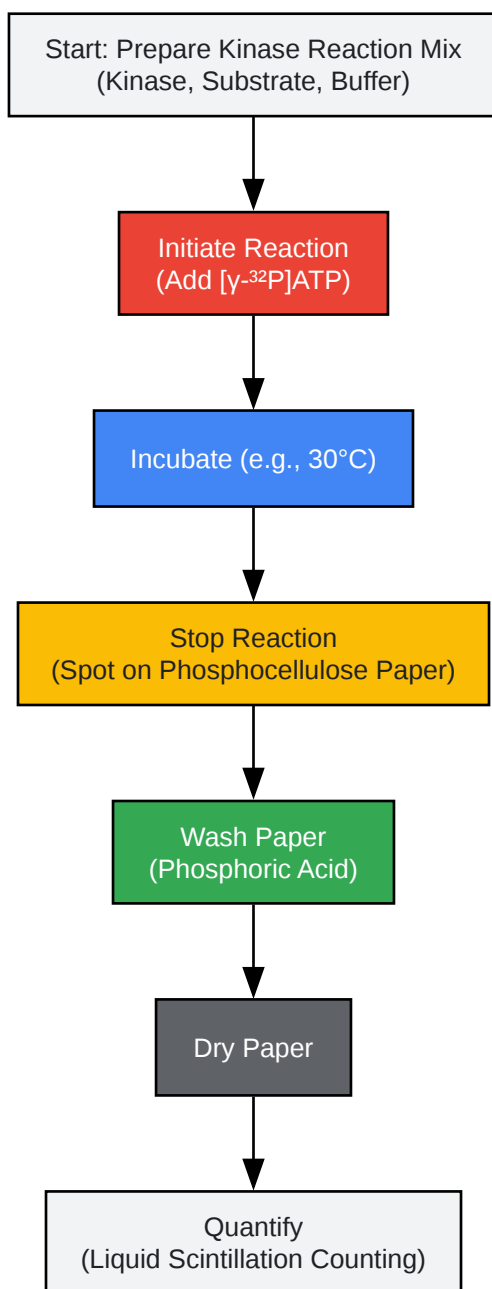 Start: Prepare Kinase Reaction Mix
(Kinase, Substrate, Buffer)
Initiate Reaction
(Add [γ-³²P]ATP)
Incubate (e.g., 30°C)
Stop Reaction
(Spot on Phosphocellulose Paper)
Wash Paper
(Phosphoric Acid)
Dry Paper
Quantify
(Liquid Scintillation Counting)